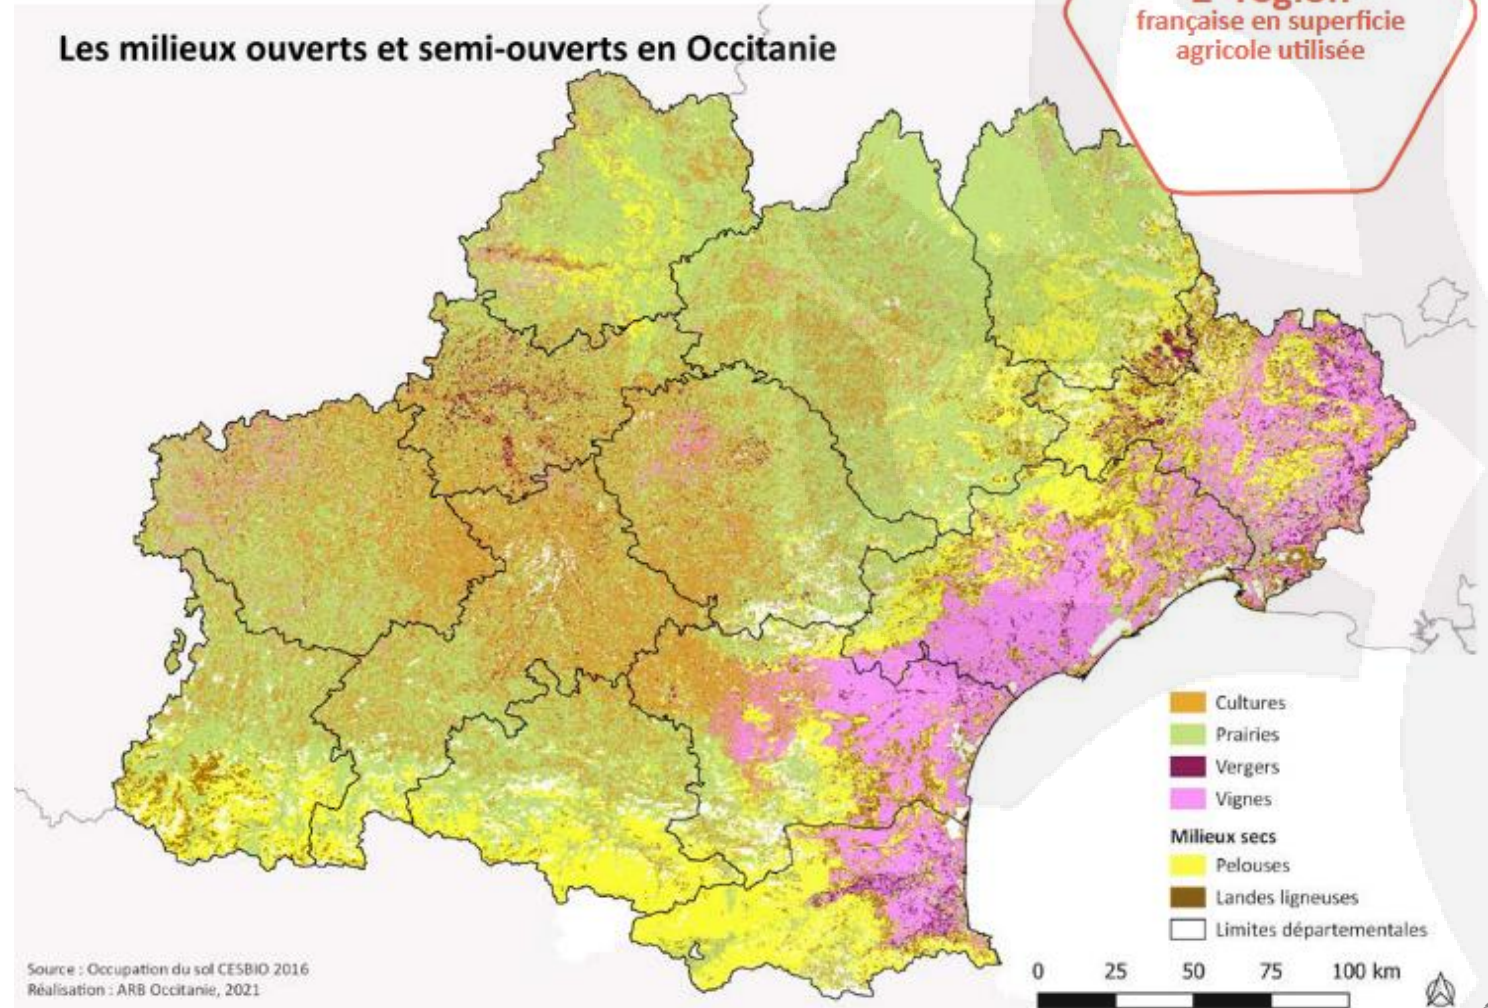 région
française en superficie
agricole utilisée
Les milieux ouverts et semi-ouverts en Occitanie
Cultures
Prairies
Vergers
Vignes
Milieux secs
Pelouses
Landes ligneuses
Limites départementales
0 25 50 75 100 km
Source : Occupation du sol CESBIO 2016
Réalisation : ARB Occitanie, 2021